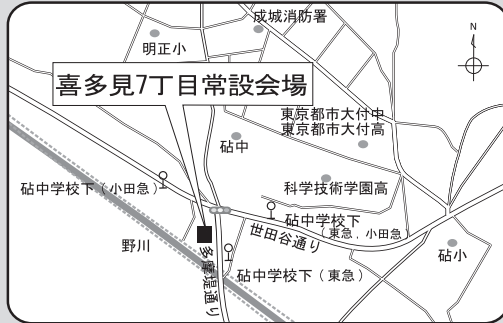 成城消防署
N
明正小
喜多見7丁目常設会場
東京都市大付中
東京都市大付高
砧中
砧中学校下（小田急）
科学技術学園高
砧中学校下
（東急．小田急）
世田谷通り
野川
砧小
多摩堤通り
砧中学校下（東急）